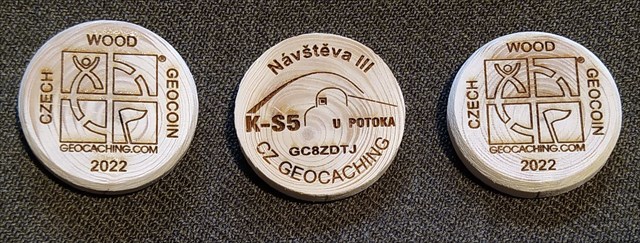 WOOD
CZECH
GEOCOIN
®
GEOCACHING.COM
2022
Návštěva III
K-S5 U POTOKA
GC8ZDTJ
CZ GEOCACHING
WOOD
CZECH
GEOCOIN
®
GEOCACHING.COM
2022